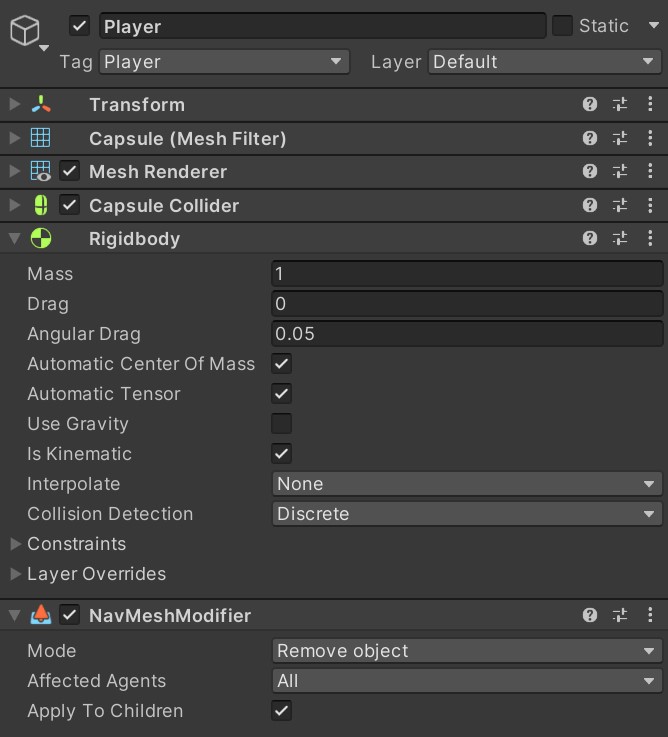 Player Static
Tag Player Layer Default
Transform
Capsule (Mesh Filter)
Mesh Renderer
Capsule Collider
Rigidbody
Mass 1
Drag 0
Angular Drag 0.05
Automatic Center Of Mass
Automatic Tensor
Use Gravity
Is Kinematic
Interpolate None
Collision Detection Discrete
Constraints
Layer Overrides
NavMeshModifier
Mode Remove object
Affected Agents All
Apply To Children